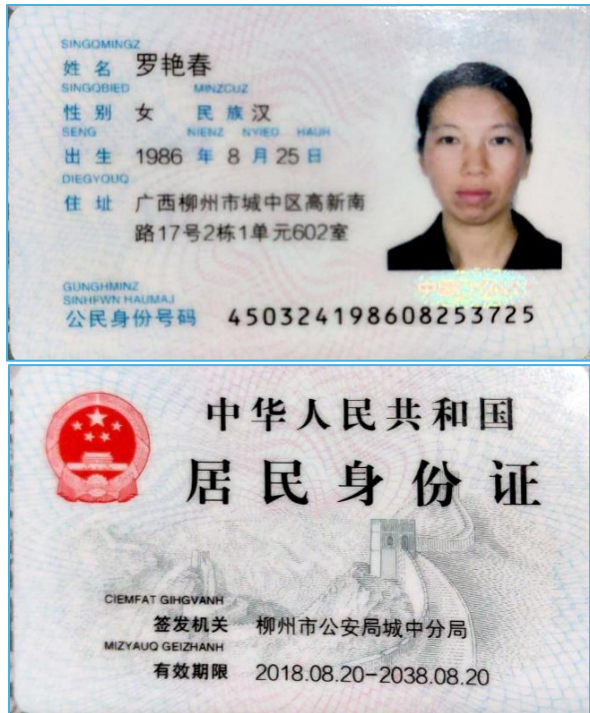 SINGQMINGZ
姓 名 罗艳春
SINGQBIED MINZCUZ
性 别 女 民 族 汉
SENG NIENZ NYIED HAUH
出 生 1986 年 8 月 25 日
DIEGYOUQ
住 址 广西柳州市城中区高新南
路17号2栋1单元602室
GUNGHMINZ
SINHFWN HAUMAJ
公民身份号码 450324198608253725
中华人民共和国
居民身份证
CIEMFAT GIHGVANH
签发机关 柳州市公安局城中分局
MIZYAUQ GEIZHANH
有效期限 2018.08.20-2038.08.20